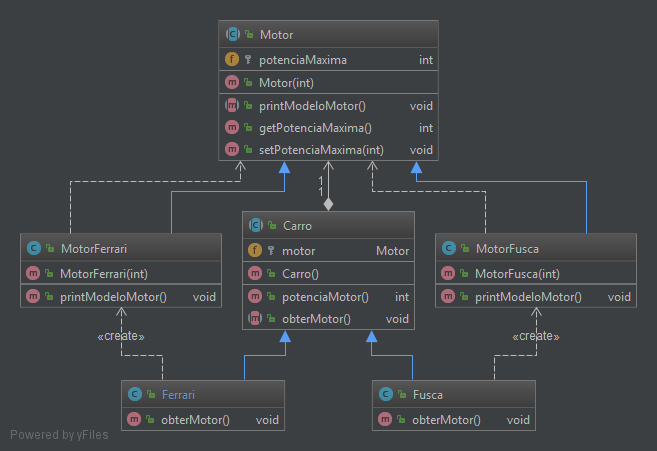 Motor
potenciaMaxima int
Motor(int)
printModeloMotor() void
getPotenciaMaxima() int
setPotenciaMaxima(int) void
1
1
MotorFerrari
MotorFerrari(int)
printModeloMotor() void
Carro
motor Motor
Carro()
potenciaMotor() int
obterMotor() void
MotorFusca
MotorFusca(int)
printModeloMotor() void
«create»
«create»
Ferrari
obterMotor() void
Fusca
obterMotor() void
Powered by yFiles